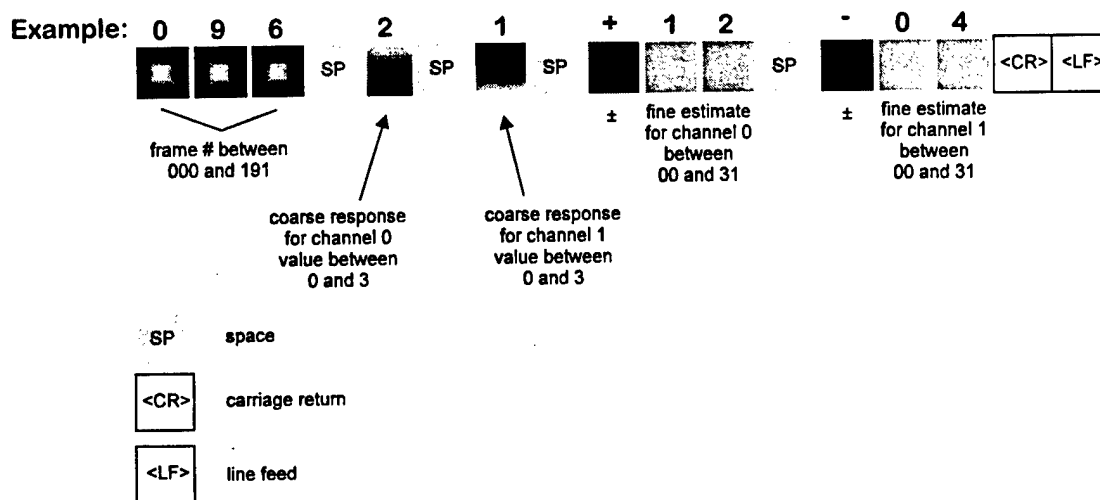 Example: 0 9 6 2 1 + 1 2 - 0 4
SP SP SP SP <CR> <LF>
± fine estimate for channel 0 between 00 and 31
± fine estimate for channel 1 between 00 and 31
frame # between
000 and 191
coarse response
for channel 0
value between
0 and 3
coarse response
for channel 1
value between
0 and 3
SP space
<CR> carriage return
<LF> line feed